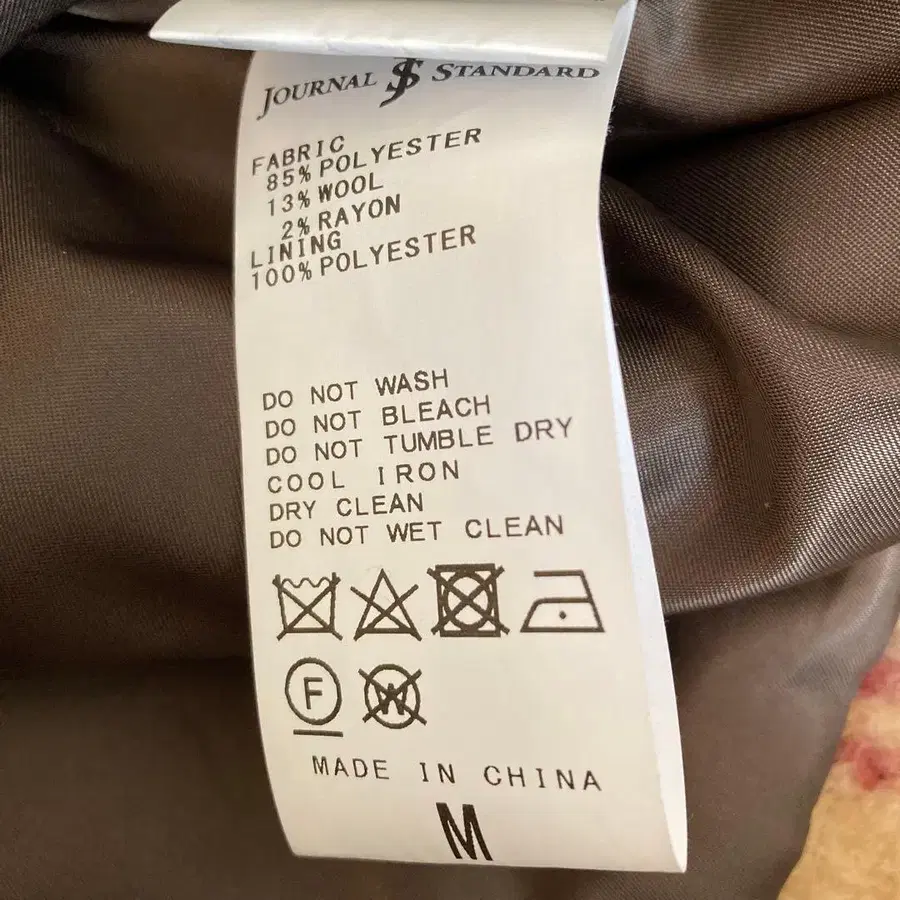 JOURNAL JS STANDARD
FABRIC
85% POLYESTER
13% WOOL
2% RAYON
LINING
100% POLYESTER
DO NOT WASH
DO NOT BLEACH
DO NOT TUMBLE DRY
COOL IRON
DRY CLEAN
DO NOT WET CLEAN
F W
MADE IN CHINA
M